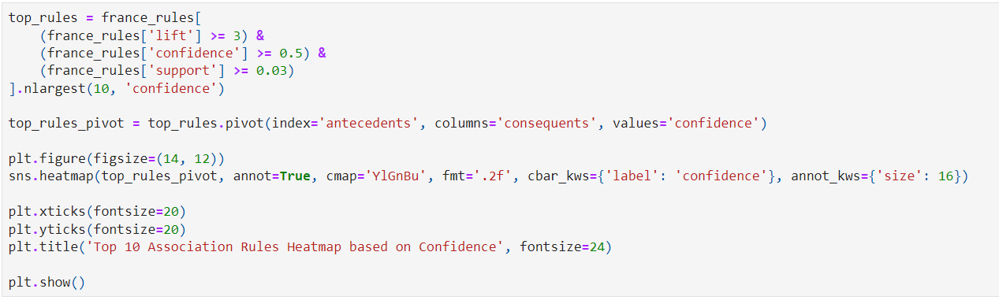 top_rules = france_rules[
    (france_rules['lift'] >= 3) &
    (france_rules['confidence'] >= 0.5) &
    (france_rules['support'] >= 0.03)
].nlargest(10, 'confidence')

top_rules_pivot = top_rules.pivot(index='antecedents', columns='consequents', values='confidence')

plt.figure(figsize=(14, 12))
sns.heatmap(top_rules_pivot, annot=True, cmap='YlGnBu', fmt='.2f', cbar_kws={'label': 'confidence'}, annot_kws={'size': 16})

plt.xticks(fontsize=20)
plt.yticks(fontsize=20)
plt.title('Top 10 Association Rules Heatmap based on Confidence', fontsize=24)

plt.show()